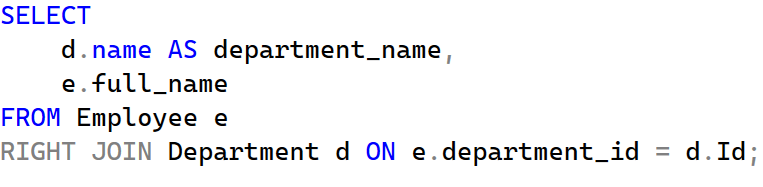 SELECT
    d.name AS department_name,
    e.full_name
FROM Employee e
RIGHT JOIN Department d ON e.department_id = d.Id;